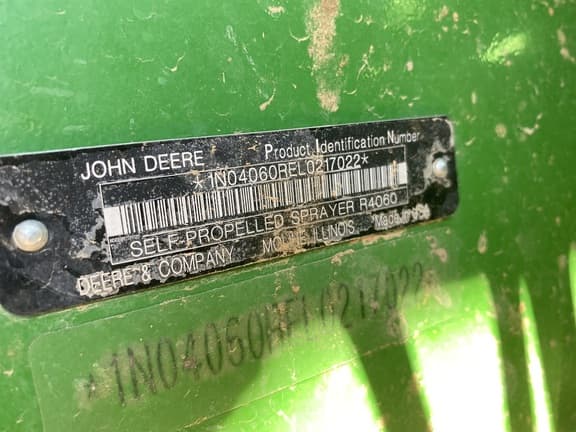 JOHN DEERE Product Identification Number
*1N04060REL0217022*
SELF-PROPELLED SPRAYER R4060
DEERE & COMPANY MOLINE, ILLINOIS Made in USA
*1N04060REL0217022*